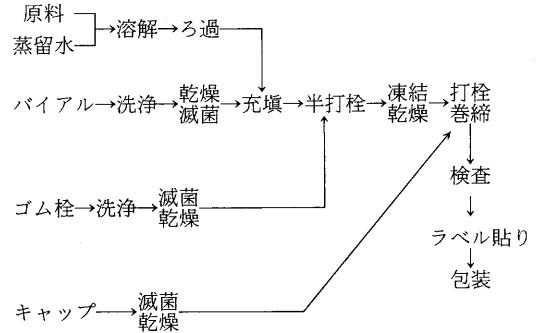 原料
蒸留水
溶解→ろ過
バイアル→洗浄→乾燥滅菌→充塡→半打栓→凍結乾燥→打栓巻締
検査
ゴム栓→洗浄→滅菌乾燥
ラベル貼り
包装
キャップ→滅菌乾燥